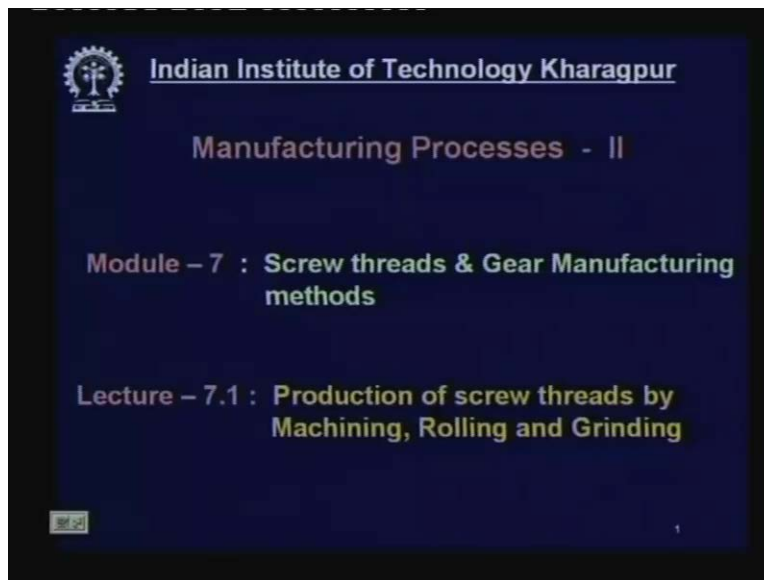 Indian Institute of Technology Kharagpur
Manufacturing Processes - II
Module – 7 : Screw threads & Gear Manufacturing
methods
Lecture – 7.1 : Production of screw threads by
Machining, Rolling and Grinding
1